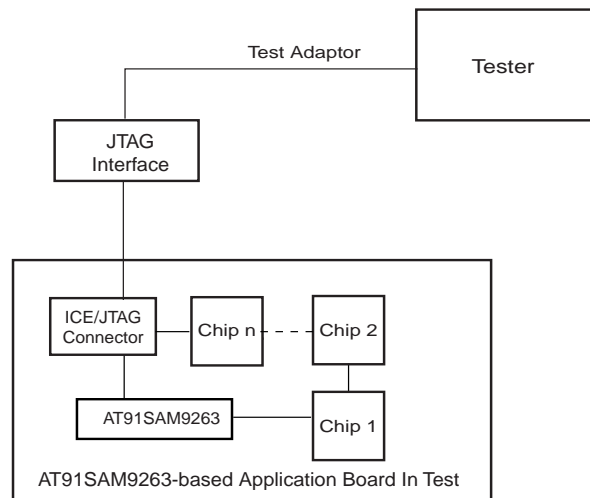 Test Adaptor
Tester
JTAG
Interface
ICE/JTAG
Connector
Chip n
Chip 2
AT91SAM9263
Chip 1
AT91SAM9263-based Application Board In Test